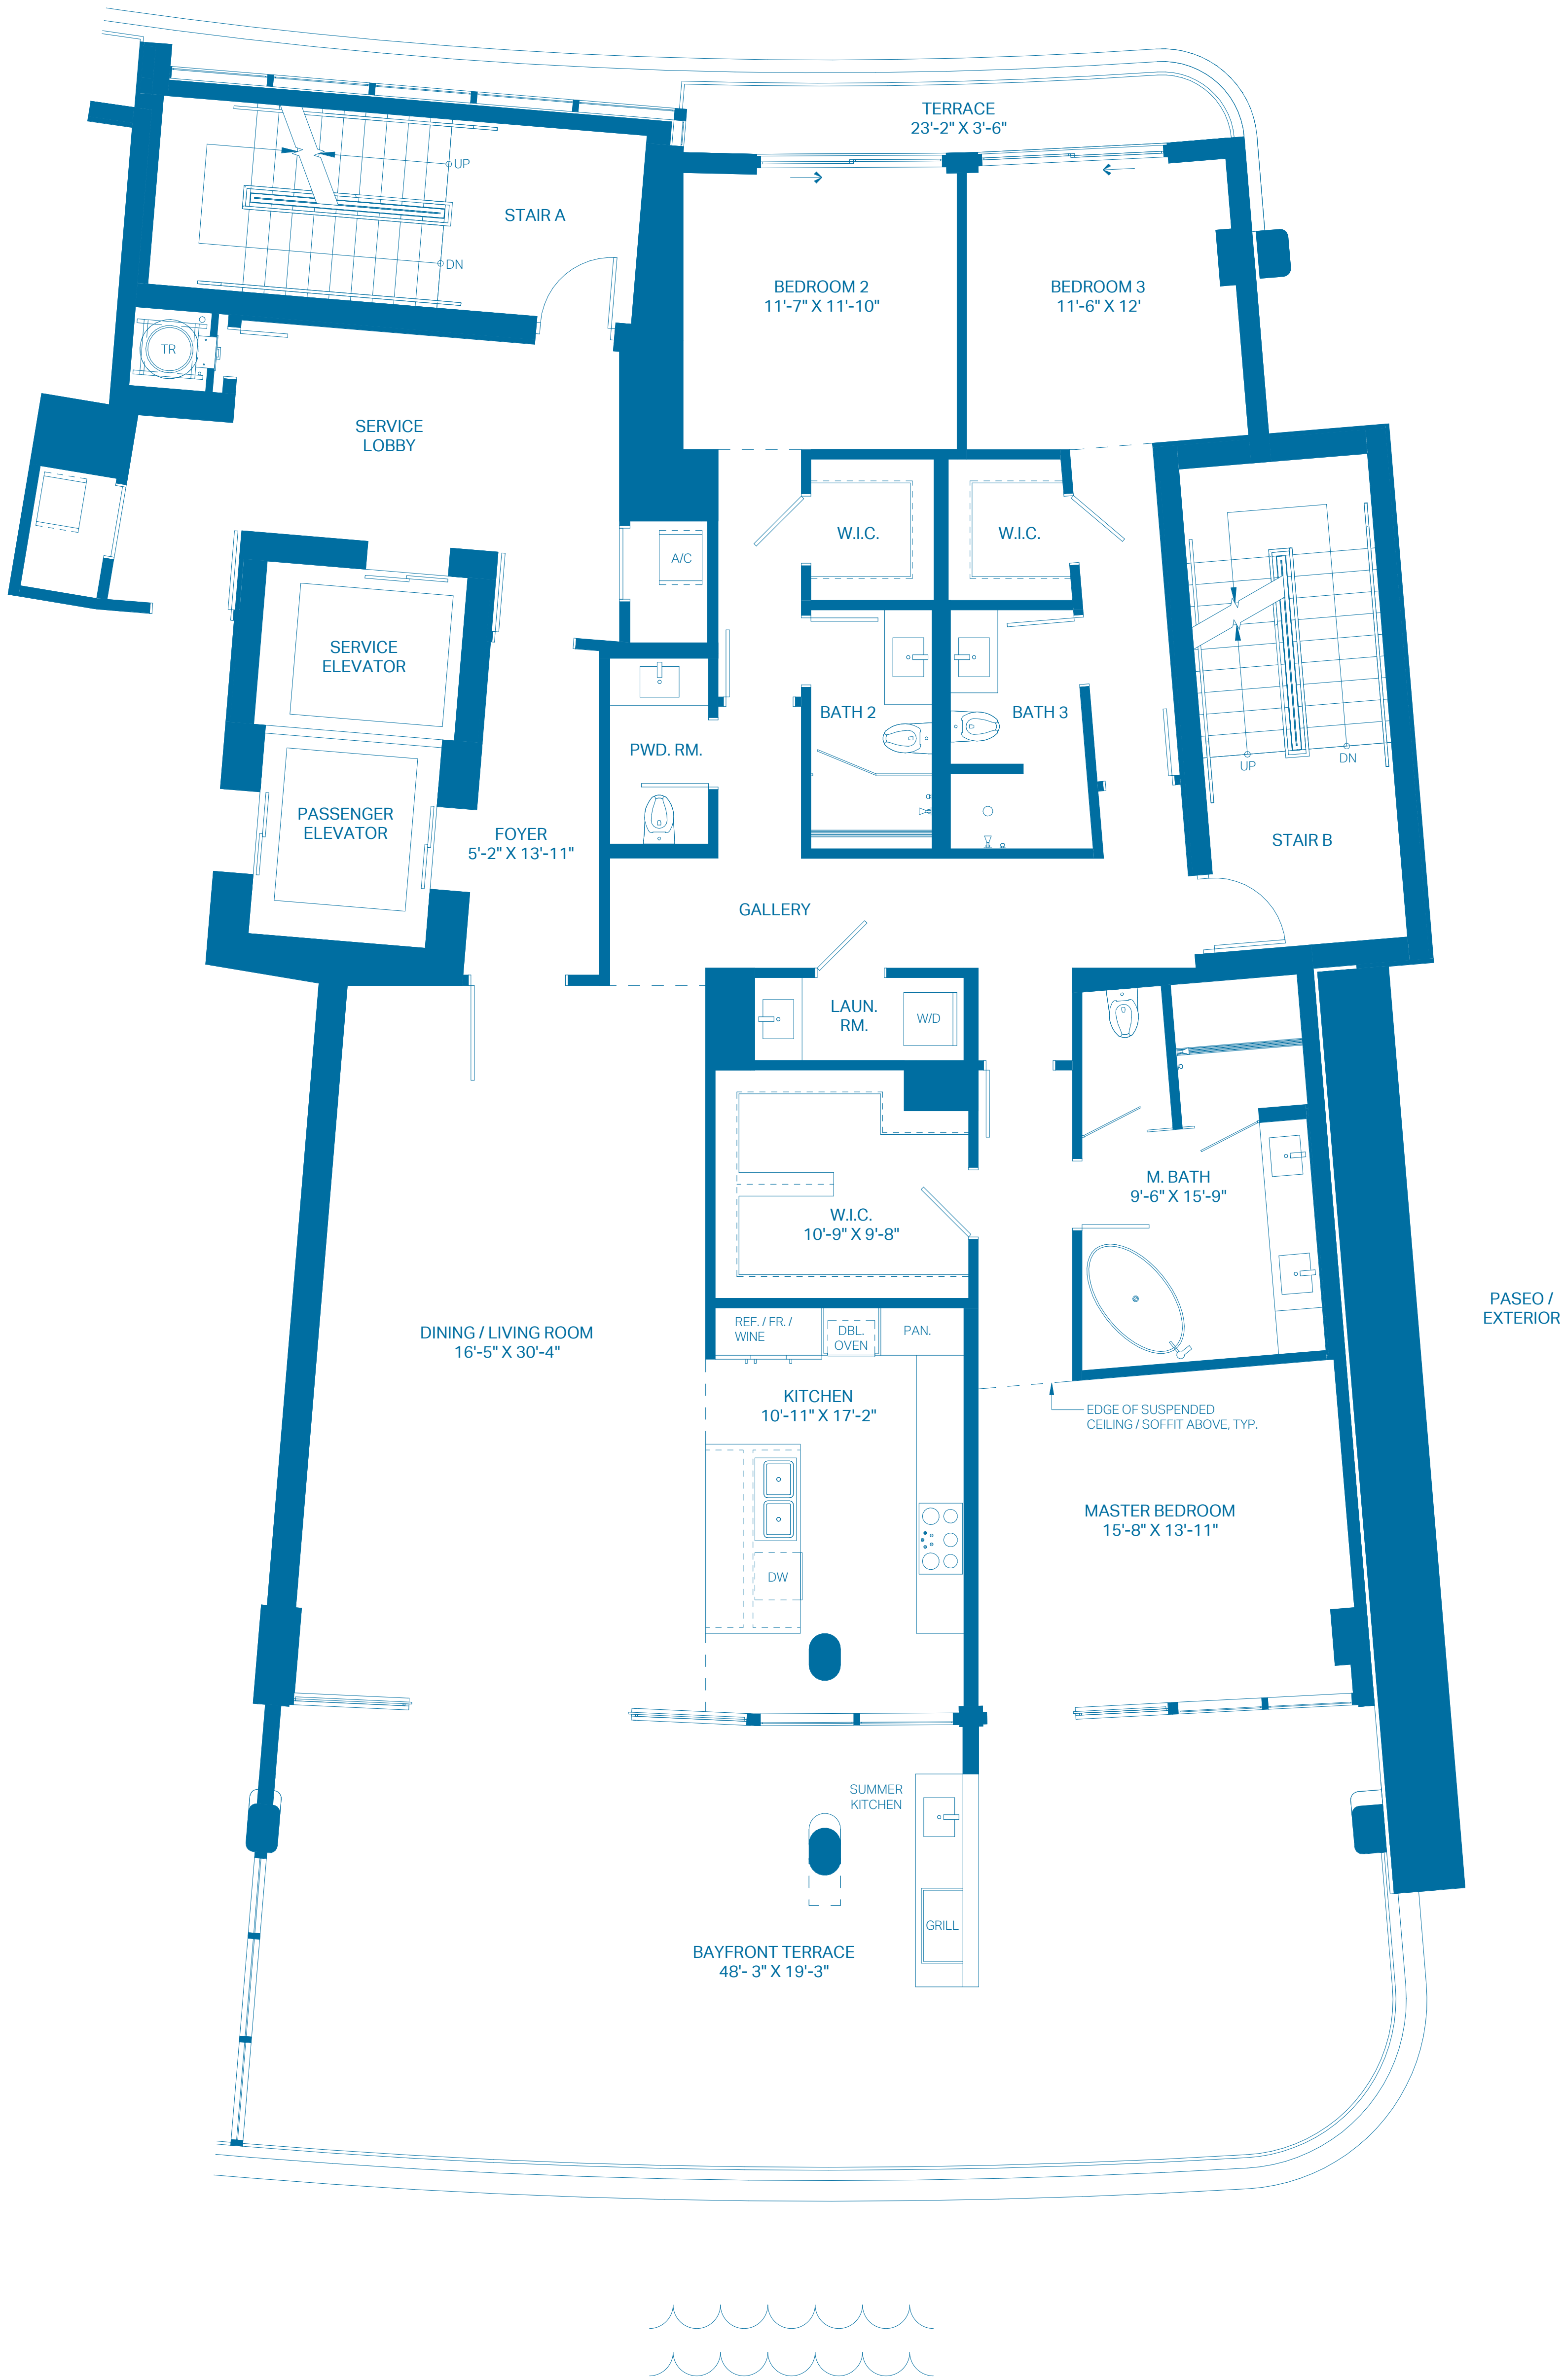 TERRACE
23'-2" X 3'-6"
UP
STAIR A
DN
BEDROOM 2
11'-7" X 11'-10"
BEDROOM 3
11'-6" X 12'
TR
SERVICE
LOBBY
W.I.C.
W.I.C.
A/C
SERVICE
ELEVATOR
BATH 2
BATH 3
PWD. RM.
UP
DN
PASSENGER
ELEVATOR
FOYER
5'-2" X 13'-11"
STAIR B
GALLERY
LAUN.
RM.
W/D
M. BATH
9'-6" X 15'-9"
W.I.C.
10'-9" X 9'-8"
PASEO /
EXTERIOR
DINING / LIVING ROOM
16'-5" X 30'-4"
REF. / FR. /
WINE
DBL.
OVEN
PAN.
KITCHEN
10'-11" X 17'-2"
EDGE OF SUSPENDED
CEILING / SOFFIT ABOVE, TYP.
MASTER BEDROOM
15'-8" X 13'-11"
DW
SUMMER
KITCHEN
GRILL
BAYFRONT TERRACE
48'- 3" X 19'-3"